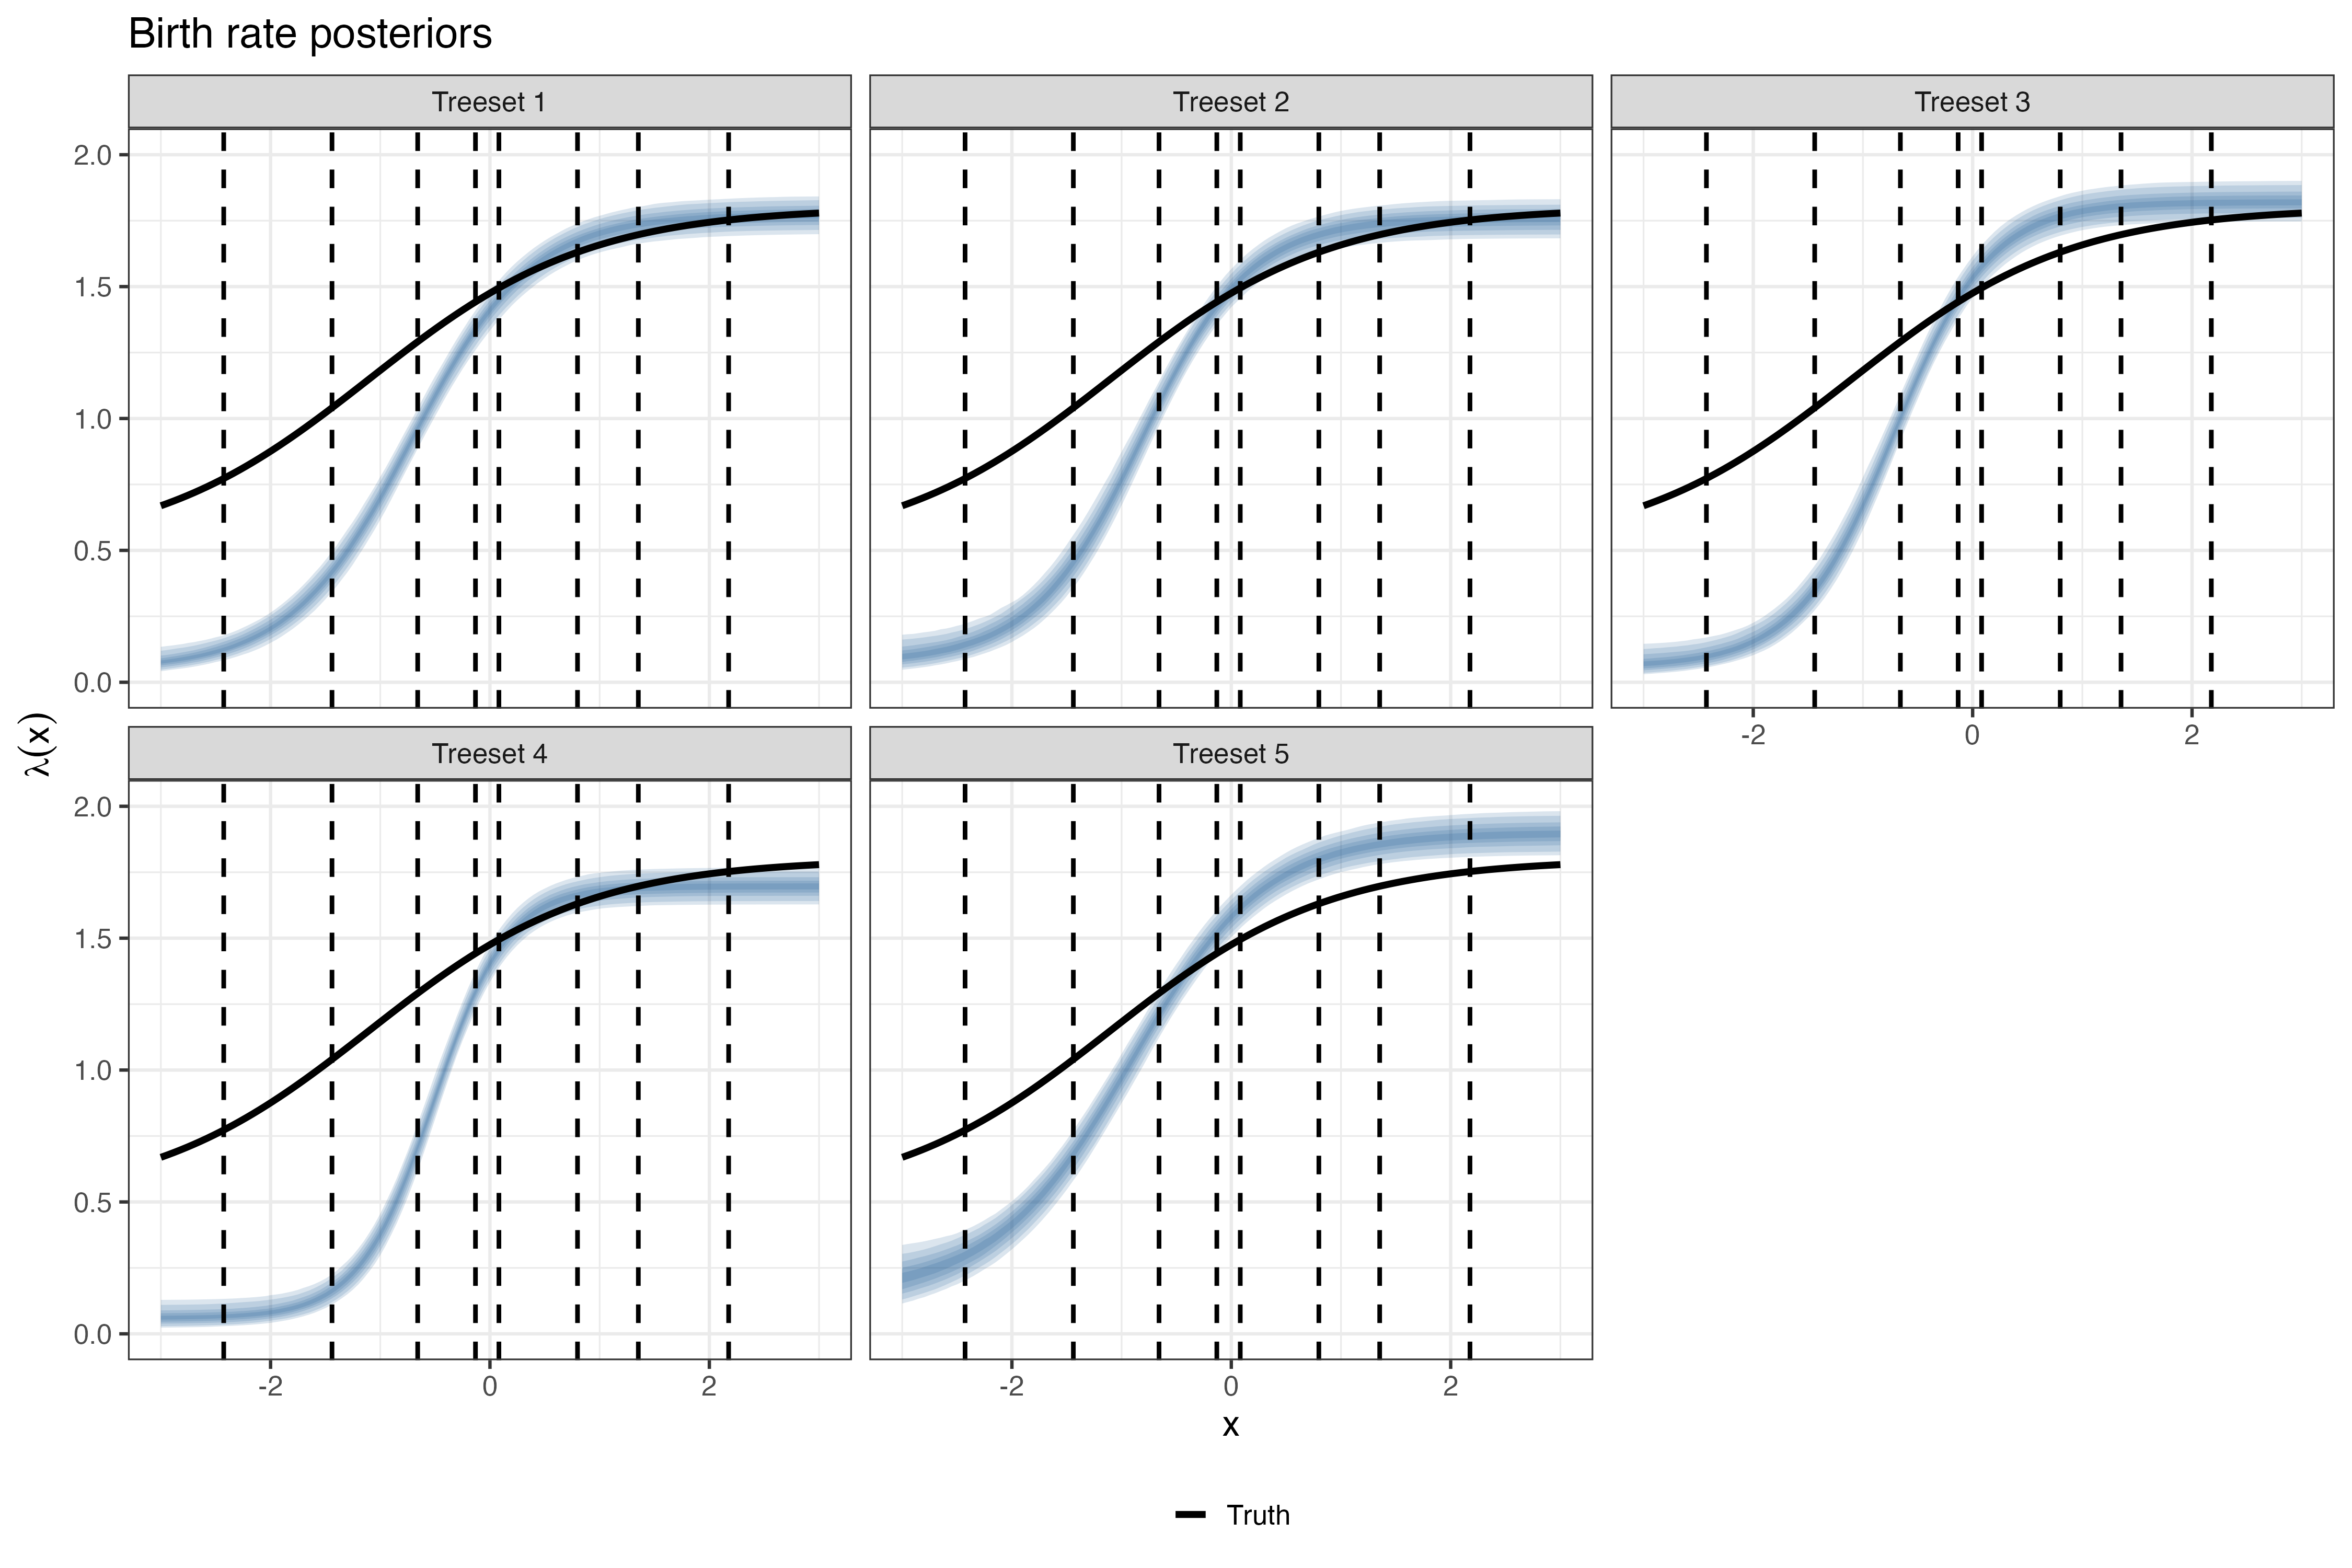 Birth rate posteriors
Treeset 1
Treeset 2
Treeset 3
2.0
1.5
1.0
0.5
0.0
-2
0
2
λ(x)
Treeset 4
Treeset 5
2.0
1.5
1.0
0.5
0.0
-2
0
2
-2
0
2
x
Truth